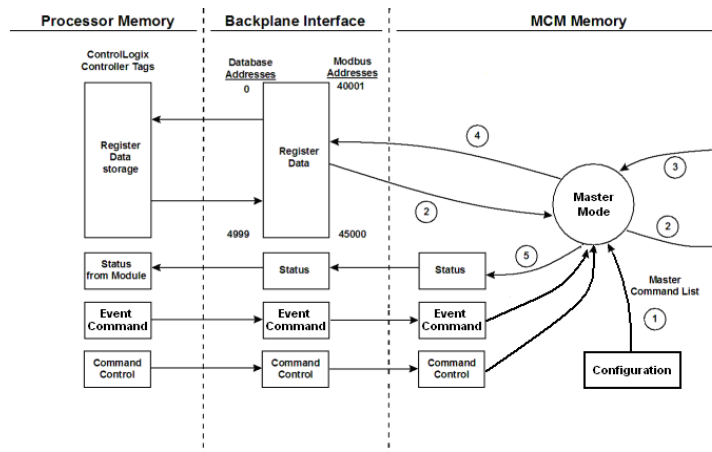 Processor Memory
Backplane Interface
MCM Memory
ControlLogix
Controller Tags
Database
Addresses
0
Modbus
Addresses
40001
Register
Data
storage
Register
Data
4
3
2
Master
Mode
2
4999
45000
5
Status
from Module
Status
Status
Master
Command List
1
Event
Command
Event
Command
Event
Command
Command
Control
Command
Control
Command
Control
Configuration